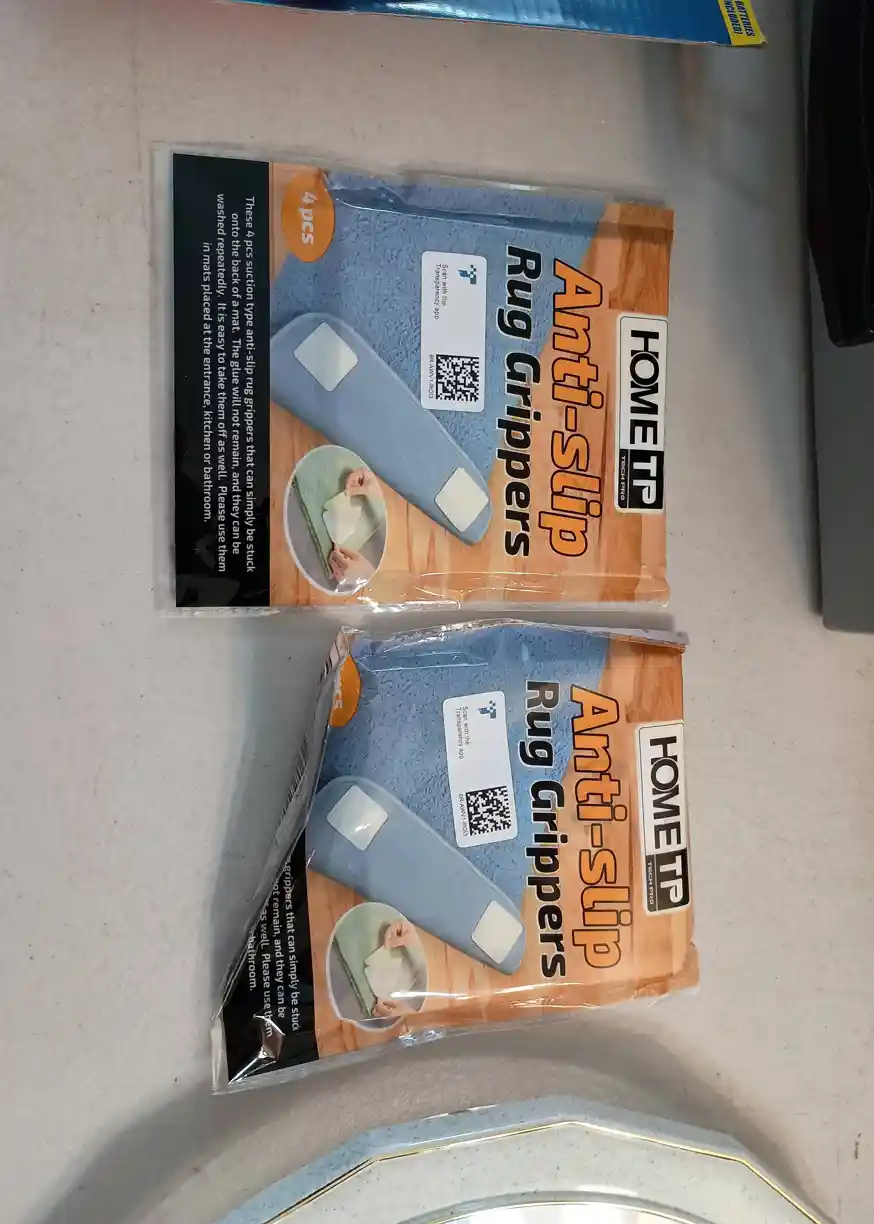 BATTERIES
INCLUDED!
HOME TP
TECH PRO
Anti-slip
Rug Grippers
Scan with the
Transparency app
4 pcs
These 4 pcs suction type anti-slip rug grippers that can simply be stuck
onto the back of a mat. The glue will not remain, and they can be
washed repeatedly. It is easy to take them off as well. Please use them
in mats placed at the entrance, kitchen or bathroom.
HOME TP
TECH PRO
Anti-slip
Rug Grippers
Scan with the
Transparency app
pcs
grippers that can simply be stuck
not remain, and they can be
as well. Please use them
bathroom.